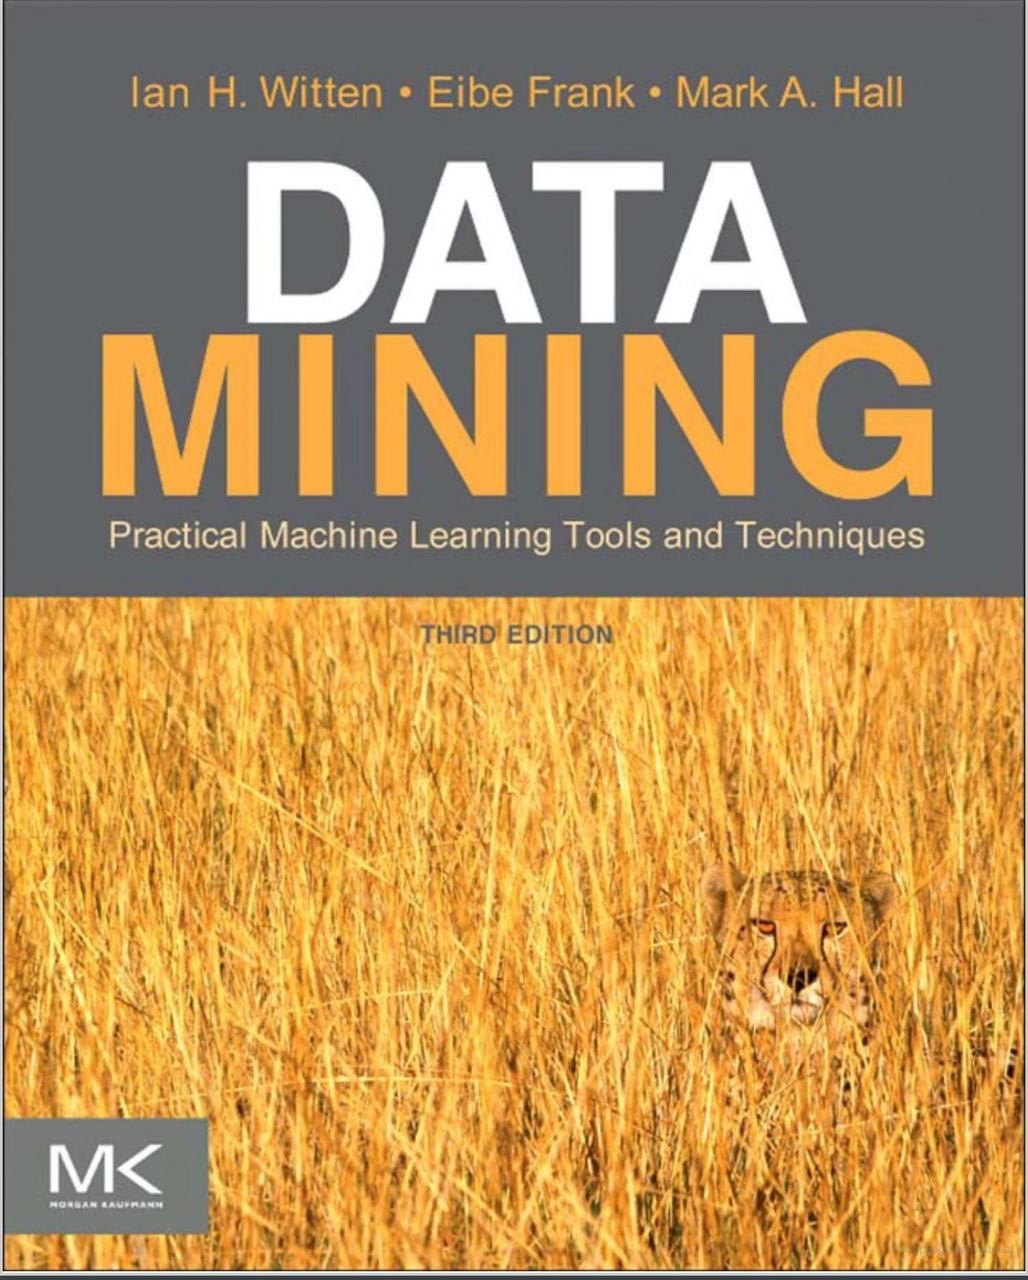 Ian H. Witten • Eibe Frank • Mark A. Hall
DATA
MINING
Practical Machine Learning Tools and Techniques
THIRD EDITION
MK
MORGAN KAUFMANN